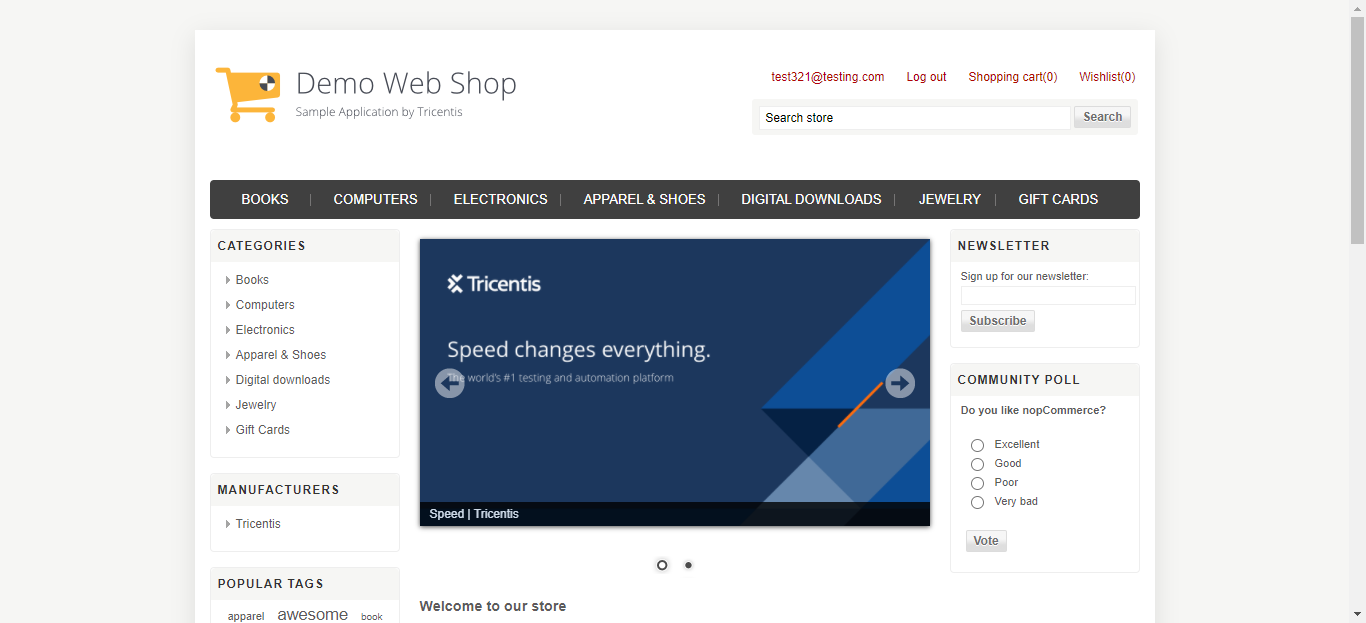 Demo Web Shop
Sample Application by Tricentis
test321@testing.com Log out Shopping cart(0) Wishlist(0)
Search store Search
BOOKS COMPUTERS ELECTRONICS APPAREL & SHOES DIGITAL DOWNLOADS JEWELRY GIFT CARDS
CATEGORIES
Books
Computers
Electronics
Apparel & Shoes
Digital downloads
Jewelry
Gift Cards
MANUFACTURERS
Tricentis
POPULAR TAGS
apparel awesome book
Tricentis
Speed changes everything.
The world's #1 testing and automation platform
Speed | Tricentis
Welcome to our store
NEWSLETTER
Sign up for our newsletter:
Subscribe
COMMUNITY POLL
Do you like nopCommerce?
Excellent
Good
Poor
Very bad
Vote